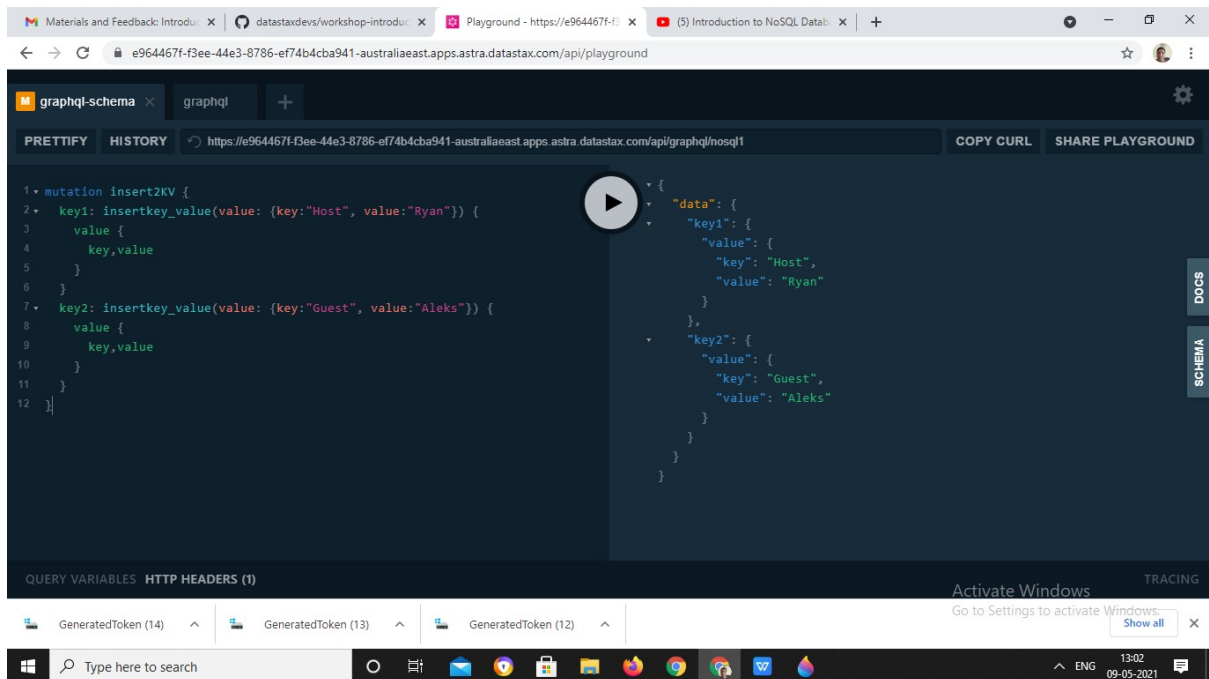 Materials and Feedback: Introduc
datastaxdevs/workshop-introduc
Playground - https://e964467f-f3
(5) Introduction to NoSQL Datab
e964467f-f3ee-44e3-8786-ef74b4cba941-australiaeast.apps.astra.datastax.com/api/playground
M graphql-schema
graphql
PRETTIFY HISTORY https://e964467f-f3ee-44e3-8786-ef74b4cba941-australiaeast.apps.astra.datastax.com/api/graphql/nosql1 COPY CURL SHARE PLAYGROUND
1 mutation insert2KV {
2 key1: insertkey_value(value: {key:"Host", value:"Ryan"}) {
3 value {
4 key,value
5 }
6 }
7 key2: insertkey_value(value: {key:"Guest", value:"Aleks"}) {
8 value {
9 key,value
10 }
11 }
12 }
{
"data": {
"key1": {
"value": {
"key": "Host",
"value": "Ryan"
}
},
"key2": {
"value": {
"key": "Guest",
"value": "Aleks"
}
}
}
}
DOCS
SCHEMA
QUERY VARIABLES HTTP HEADERS (1) TRACING
Activate Windows
Go to Settings to activate Windows.
GeneratedToken (14) GeneratedToken (13) GeneratedToken (12) Show all
Type here to search
ENG
13:02
09-05-2021